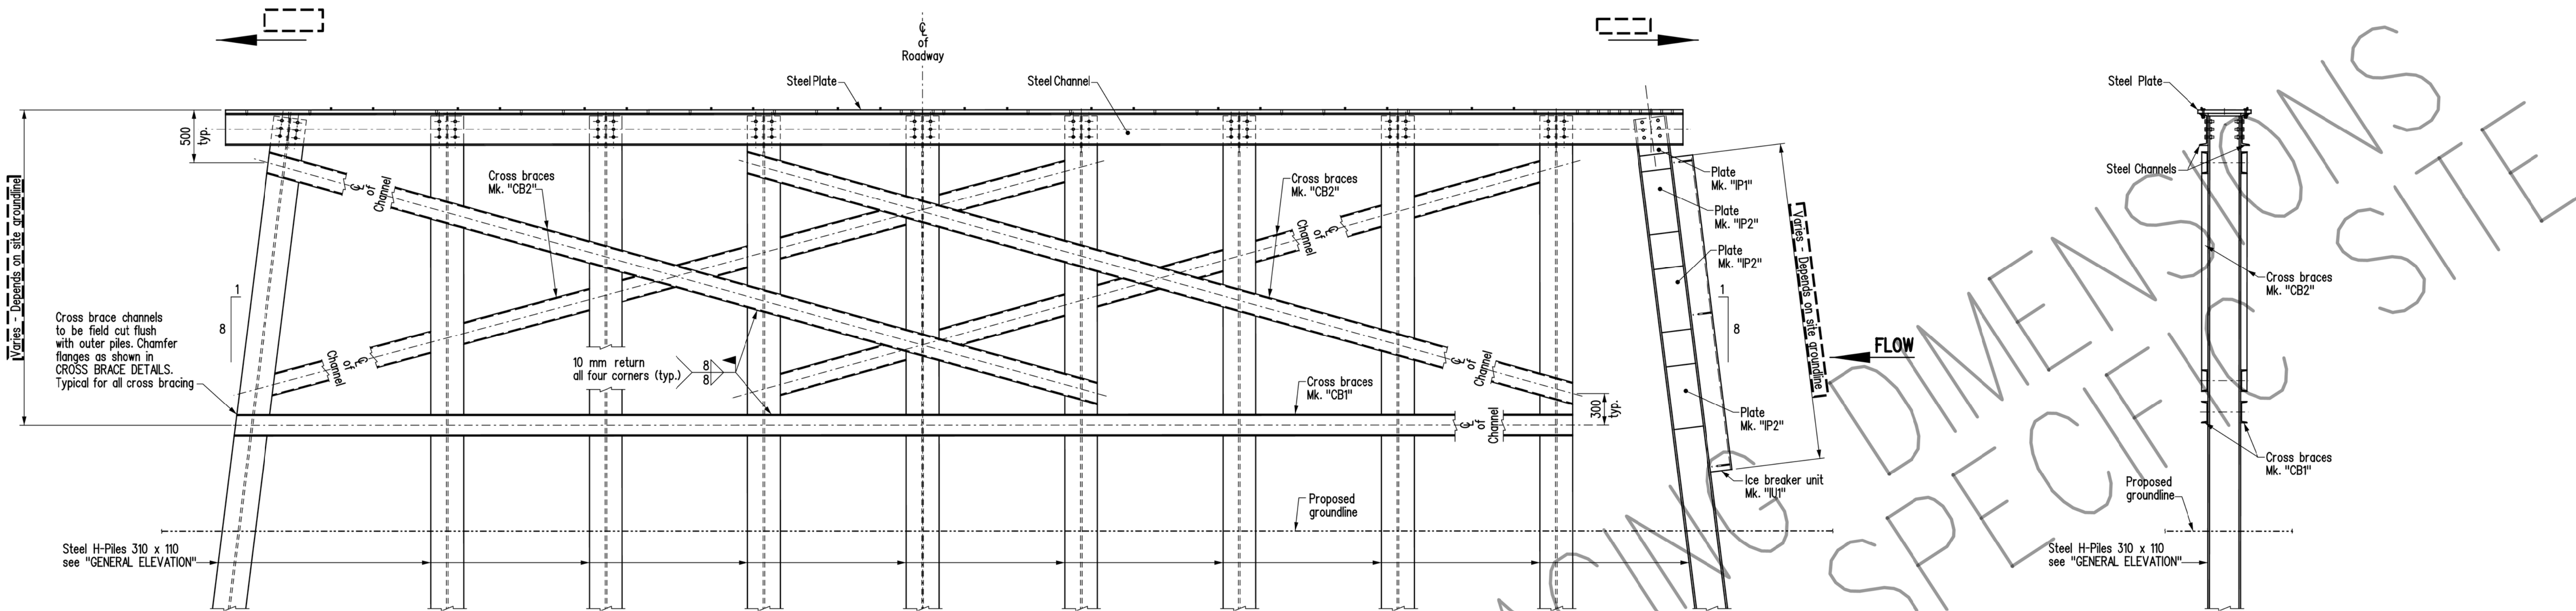 ℄
of
Roadway
Steel Plate
Steel Channel
500
typ.
Varies - Depends on site groundline
℄
of
Channel
Cross braces
Mk. "CB2"
Cross braces
Mk. "CB2"
Channel
of
℄
1
8
Cross brace channels
to be field cut flush
with outer piles. Chamfer
flanges as shown in
CROSS BRACE DETAILS.
Typical for all cross bracing
Channel
of
℄
10 mm return
all four corners (typ.)
8
8
Cross braces
Mk. "CB1"
℄
of
Channel
℄
of
Channel
300
typ.
Plate
Mk. "IP1"
Plate
Mk. "IP2"
Plate
Mk. "IP2"
1
8
Plate
Mk. "IP2"
Varies - Depends on site groundline
FLOW
Ice breaker unit
Mk. "IU1"
Proposed
groundline
Steel H-Piles 310 x 110
see "GENERAL ELEVATION"
Steel Plate
Steel Channels
Cross braces
Mk. "CB2"
Cross braces
Mk. "CB1"
Proposed
groundline
Steel H-Piles 310 x 110
see "GENERAL ELEVATION"
DIMENSIONS
SITE
SPECIFIC